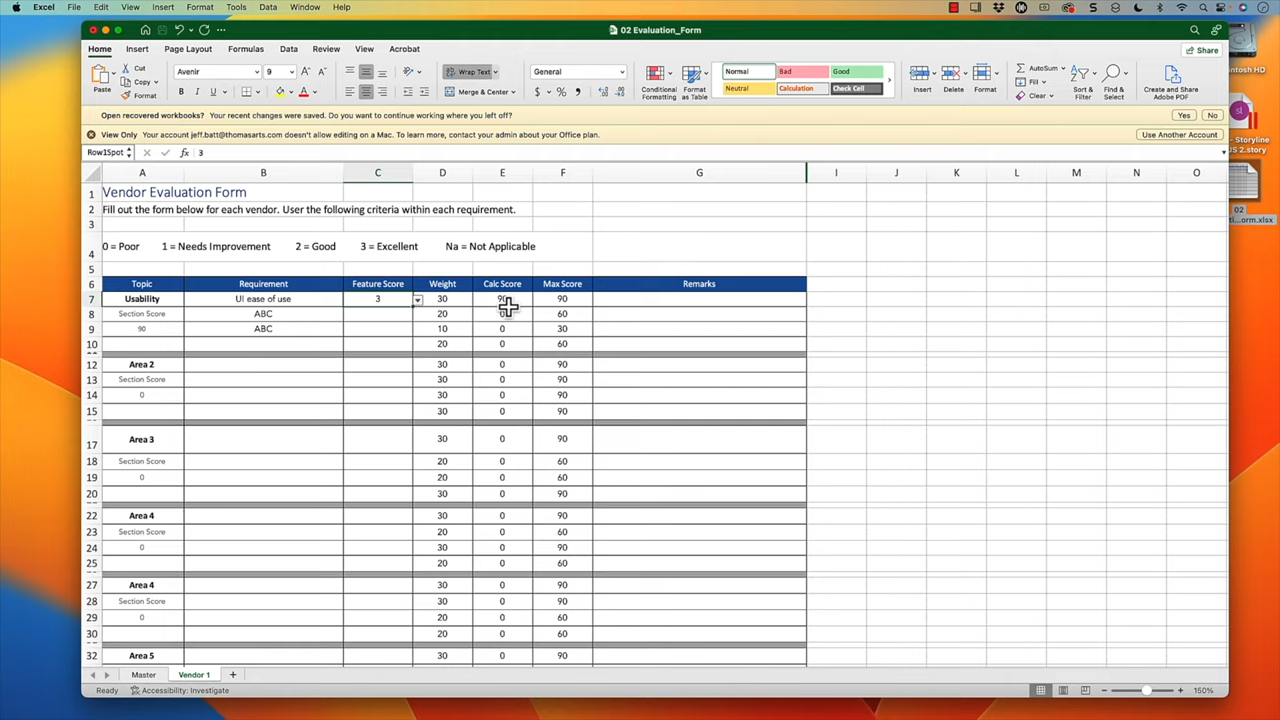 Excel File Edit View Insert Format Tools Data Window Help
02 Evaluation_Form
Home Insert Page Layout Formulas Data Review View Acrobat
Share
Paste
Cut
Copy
Format
Avenir 9
Wrap Text
Merge & Center
General
Conditional Formatting
Format as Table
Normal Bad Good
Neutral Calculation Check Cell
Insert
Delete
Format
AutoSum
Fill
Clear
Sort & Filter
Find & Select
Create and Share Adobe PDF
Open recovered workbooks? Your recent changes were saved. Do you want to continue working where you left off? Yes No
View Only Your account jeff.batt@thomasarts.com doesn't allow editing on a Mac. To learn more, contact your admin about your Office plan. Use Another Account
Row1Spot fx 3
A B C D E F G I J K L M N O
1 Vendor Evaluation Form
2 Fill out the form below for each vendor. User the following criteria within each requirement.
3
4 0 = Poor 1 = Needs Improvement 2 = Good 3 = Excellent Na = Not Applicable
5
6 Topic Requirement Feature Score Weight Calc Score Max Score Remarks
7 Usability UI ease of use 3 30 90 90
8 Section Score ABC 20 0 60
9 90 ABC 10 0 30
10 20 0 60
12 Area 2 30 0 90
13 Section Score 30 0 90
14 0 30 0 90
15 30 0 90
17 Area 3 30 0 90
18 Section Score 20 0 60
19 0 20 0 60
20 30 0 90
22 Area 4 30 0 90
23 Section Score 20 0 60
24 0 30 0 90
25 20 0 60
27 Area 4 30 0 90
28 Section Score 30 0 90
29 0 20 0 60
30 20 0 60
32 Area 5 30 0 90
Master Vendor 1
Ready Accessibility: Investigate 150%
Storyline
2.story
02